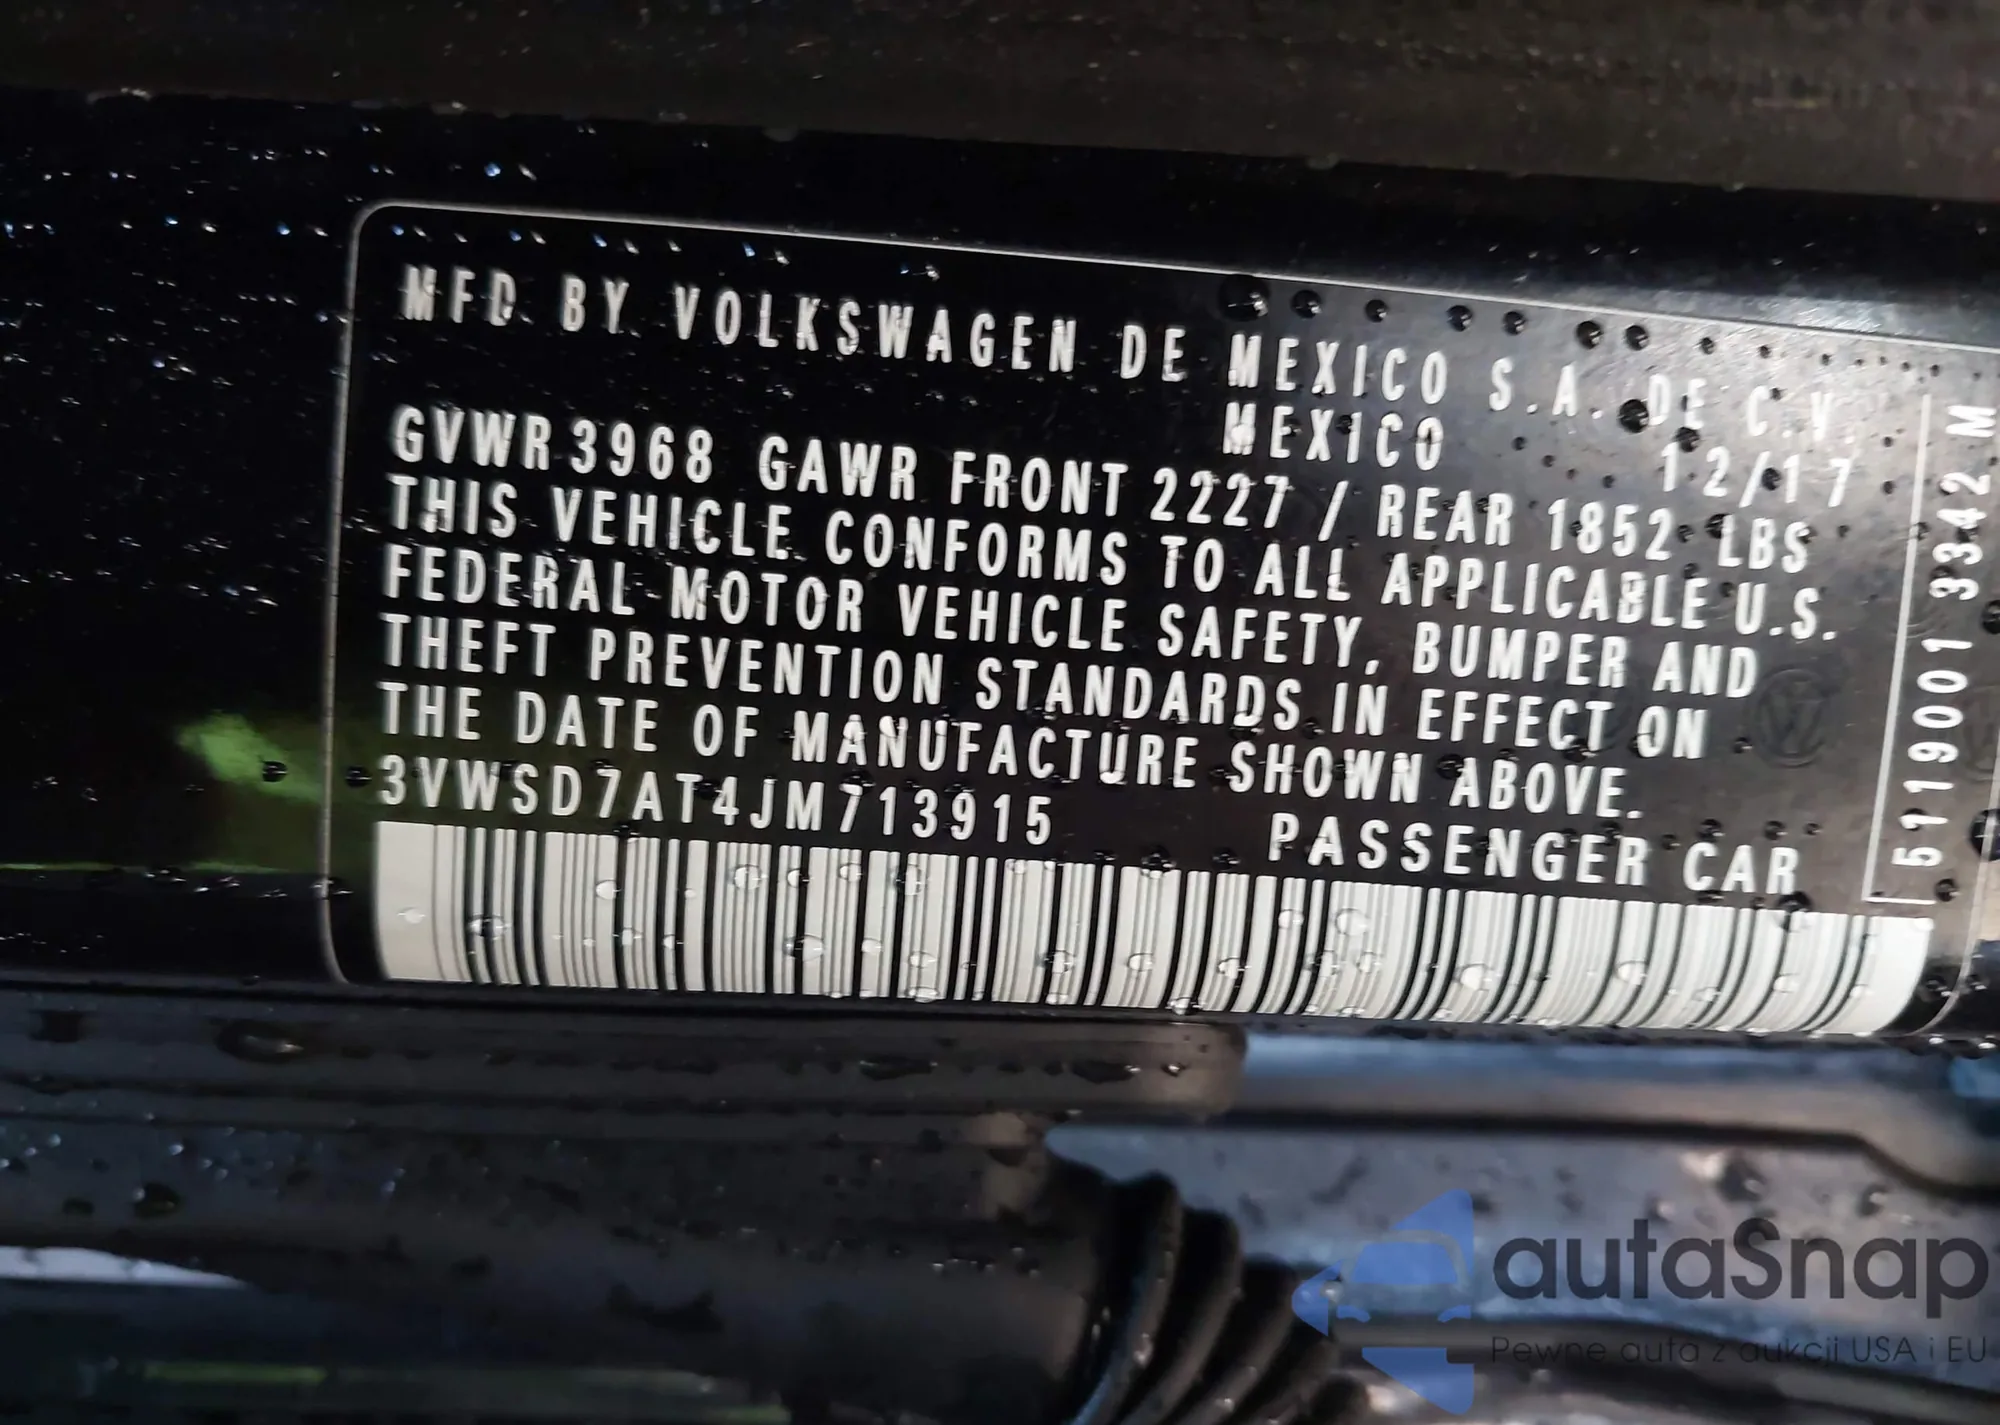 MFD BY VOLKSWAGEN DE MEXICO S.A. DE C.V.
MEXICO 12/17
GVWR 3968 GAWR FRONT 2227 / REAR 1852 LBS
THIS VEHICLE CONFORMS TO ALL APPLICABLE U.S.
FEDERAL MOTOR VEHICLE SAFETY, BUMPER AND
THEFT PREVENTION STANDARDS IN EFFECT ON
THE DATE OF MANUFACTURE SHOWN ABOVE.
3VWSD7AT4JM713915 PASSENGER CAR
5119001 3342 M
autaSnap
Pewne auta z aukcji USA i EU